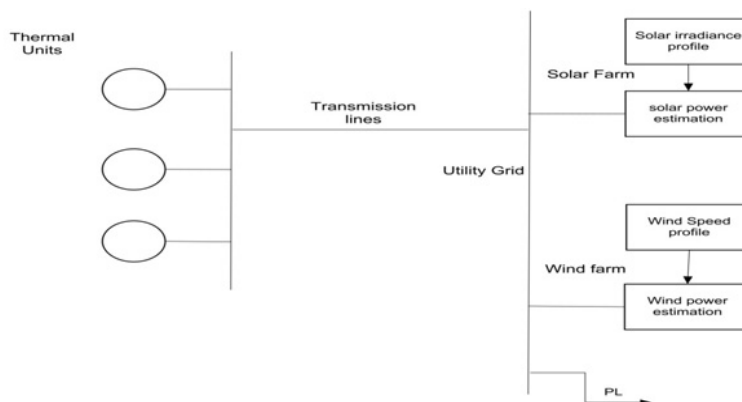 Thermal
Units
Solar irradiance
profile
Solar Farm
solar power
estimation
Transmission
lines
Utility Grid
Wind Speed
profile
Wind farm
Wind power
estimation
PL